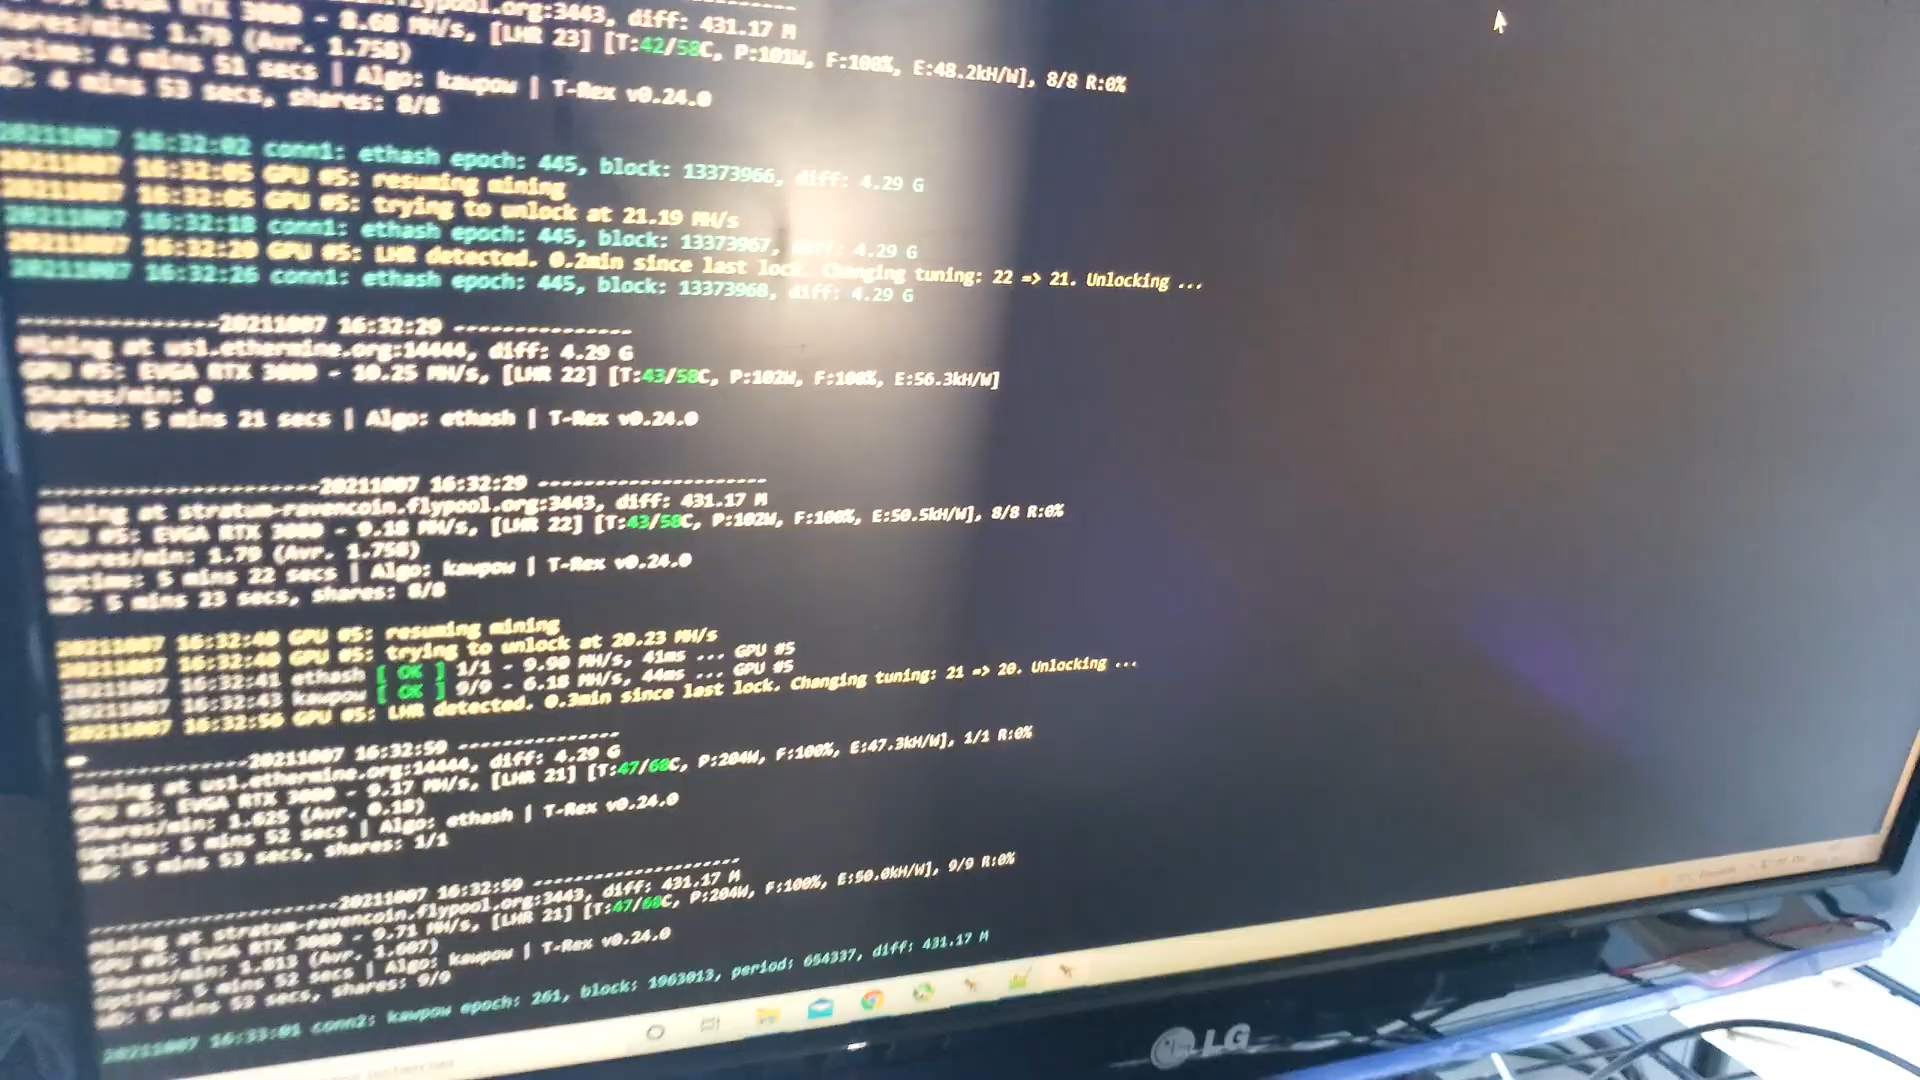 flypool.org:3443, diff: 431.17 M
EVGA RTX 3080 - 8.68 MH/s, [LHR 23] [T:42/58C, P:101W, F:100%, E:48.2kH/W], 8/8 R:0%
Shares/min: 1.79 (Avr. 1.758)
Uptime: 4 mins 51 secs | Algo: kawpow | T-Rex v0.24.0
WD: 4 mins 53 secs, shares: 8/8
20211007 16:32:02 conn1: ethash epoch: 445, block: 13373966, diff: 4.29 G
20211007 16:32:05 GPU #5: resuming mining
20211007 16:32:05 GPU #5: trying to unlock at 21.19 MH/s
20211007 16:32:18 conn1: ethash epoch: 445, block: 13373967, diff: 4.29 G
20211007 16:32:20 GPU #5: LHR detected. 0.2min since last lock. Changing tuning: 22 => 21. Unlocking ...
20211007 16:32:26 conn1: ethash epoch: 445, block: 13373968, diff: 4.29 G
---------------20211007 16:32:29 ---------------
Mining at us1.ethermine.org:14444, diff: 4.29 G
GPU #5: EVGA RTX 3080 - 10.25 MH/s, [LHR 22] [T:43/58C, P:102W, F:100%, E:56.3kH/W]
Shares/min: 0
Uptime: 5 mins 21 secs | Algo: ethash | T-Rex v0.24.0
---------------------20211007 16:32:29 ---------------------
Mining at stratum-ravencoin.flypool.org:3443, diff: 431.17 M
GPU #5: EVGA RTX 3080 - 9.18 MH/s, [LHR 22] [T:43/58C, P:102W, F:100%, E:50.5kH/W], 8/8 R:0%
Shares/min: 1.79 (Avr. 1.758)
Uptime: 5 mins 22 secs | Algo: kawpow | T-Rex v0.24.0
WD: 5 mins 23 secs, shares: 8/8
20211007 16:32:40 GPU #5: resuming mining
20211007 16:32:40 GPU #5: trying to unlock at 20.23 MH/s
20211007 16:32:41 ethash [ OK ] 1/1 - 9.90 MH/s, 41ms ... GPU #5
20211007 16:32:43 kawpow [ OK ] 9/9 - 6.18 MH/s, 44ms ... GPU #5
20211007 16:32:56 GPU #5: LHR detected. 0.3min since last lock. Changing tuning: 21 => 20. Unlocking ...
---------------20211007 16:32:59 ---------------
Mining at us1.ethermine.org:14444, diff: 4.29 G
GPU #5: EVGA RTX 3080 - 9.17 MH/s, [LHR 21] [T:47/68C, P:204W, F:100%, E:47.3kH/W], 1/1 R:0%
Shares/min: 1.625 (Avr. 0.18)
Uptime: 5 mins 52 secs | Algo: ethash | T-Rex v0.24.0
WD: 5 mins 53 secs, shares: 1/1
---------------------20211007 16:32:59 ---------------------
Mining at stratum-ravencoin.flypool.org:3443, diff: 431.17 M
GPU #5: EVGA RTX 3080 - 9.71 MH/s, [LHR 21] [T:47/68C, P:204W, F:100%, E:50.0kH/W], 9/9 R:0%
Shares/min: 1.813 (Avr. 1.607)
Uptime: 5 mins 52 secs | Algo: kawpow | T-Rex v0.24.0
WD: 5 mins 53 secs, shares: 9/9
20211007 16:33:01 conn2: kawpow epoch: 261, block: 1963013, period: 654337, diff: 431.17 M
LG